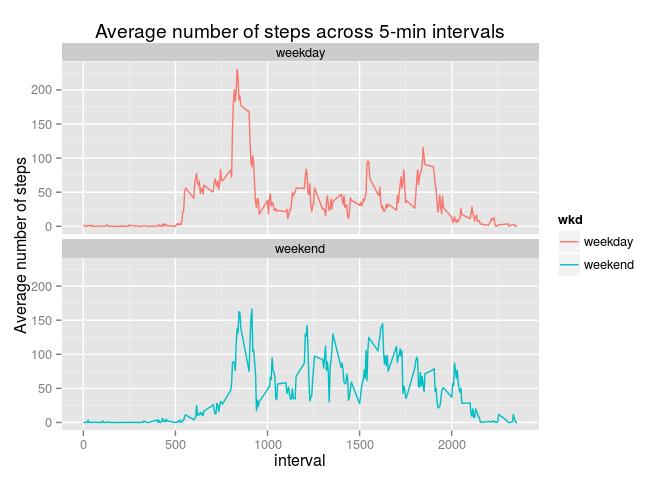 Average number of steps across 5-min intervals
weekday
200
150
100
50
0
weekend
200
150
100
50
0
0 500 1000 1500 2000
interval
Average number of steps
wkd
weekday
weekend